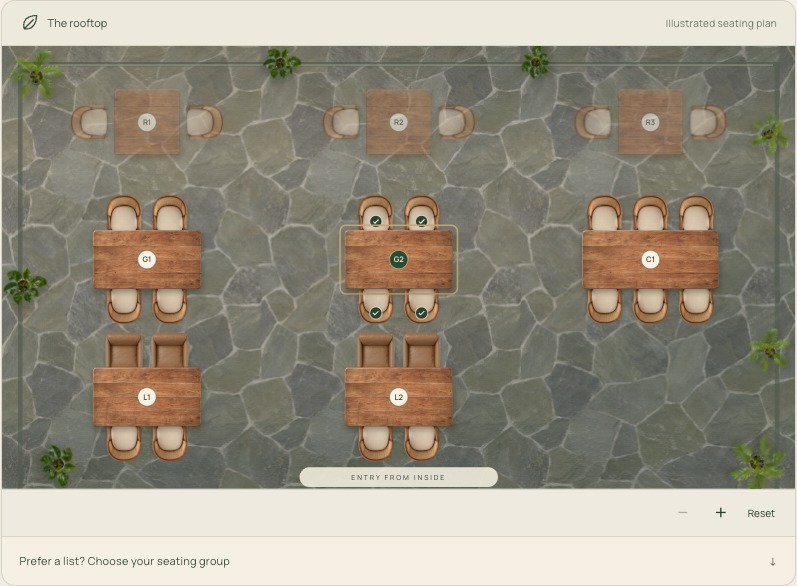 The rooftop
Illustrated seating plan
R1
R2
R3
G1
G2
C1
L1
L2
ENTRY FROM INSIDE
− + Reset
Prefer a list? Choose your seating group ↓